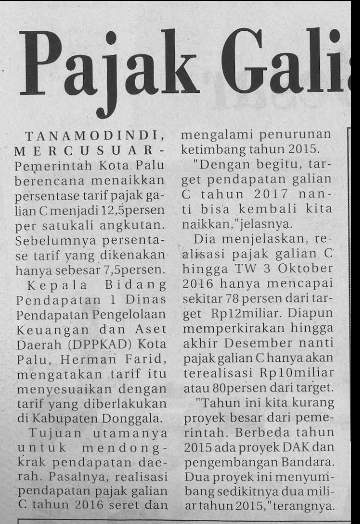 Pajak Gali
TANAMODINDI,
MERCUSUAR-
Pemerintah Kota Palu
berencana menaikkan
persentase tarif pajak ga-
lian C menjadi 12,5persen
per satukali angkutan.
Sebelumnya persenta-
se tarif yang dikenakan
hanya sebesar 7,5persen.
Kepala Bidang
Pendapatan 1 Dinas
Pendapatan Pengelolaan
Keuangan dan Aset
Daerah (DPPKAD) Kota
Palu, Herman Farid,
mengatakan tarif itu
menyesuaikan dengan
tarif yang diberlakukan
di Kabupaten Donggala.
Tujuan utamanya
untuk mendong-
krak pendapatan dae-
rah. Pasalnya, realisasi
pendapatan pajak galian
C tahun 2016 seret dan
mengalami penurunan
ketimbang tahun 2015.
"Dengan begitu, tar-
get pendapatan galian
C tahun 2017 nan-
ti bisa kembali kita
naikkan,"jelasnya.
Dia menjelaskan, re-
alisasi pajak galian C
hingga TW 3 Oktober
2016 hanya mencapai
sekitar 78 persen dari tar-
get Rp12miliar. Diapun
memperkirakan hingga
akhir Desember nanti
pajak galian C hanya akan
terealisasi Rp10miliar
atau 80persen dari target.
"Tahun ini kita kurang
proyek besar dari peme-
rintah. Berbeda tahun
2015 ada proyek DAK dan
pengembangan Bandara.
Dua proyek ini menyum-
bang sedikitnya dua mili-
ar tahun 2015,"terangnya.